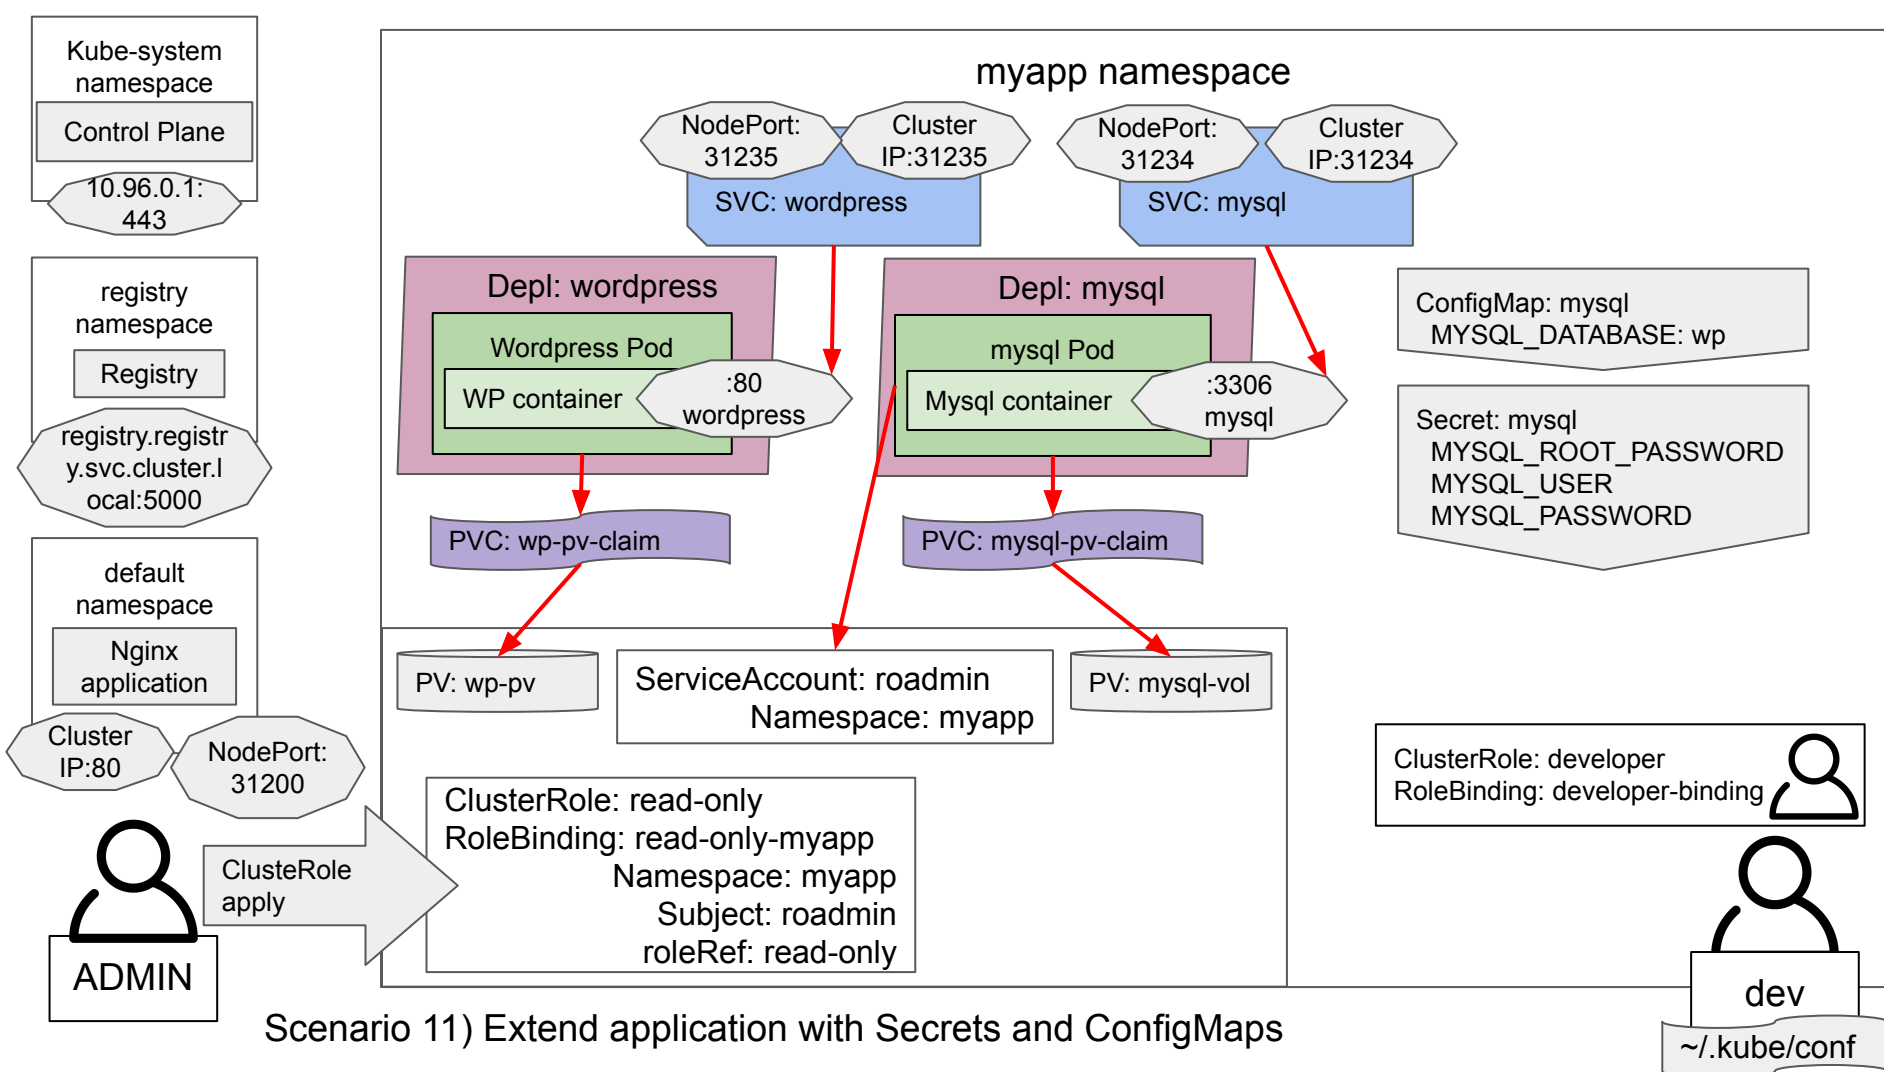 Kube-system
namespace
Control Plane
10.96.0.1:
443
registry
namespace
Registry
registry.registr
y.svc.cluster.l
ocal:5000
default
namespace
Nginx
application
Cluster
IP:80
NodePort:
31200
ADMIN
ClusteRole
apply
myapp namespace
NodePort:
31235
Cluster
IP:31235
SVC: wordpress
NodePort:
31234
Cluster
IP:31234
SVC: mysql
Depl: wordpress
Wordpress Pod
WP container
:80
wordpress
Depl: mysql
mysql Pod
Mysql container
:3306
mysql
ConfigMap: mysql
MYSQL_DATABASE: wp
Secret: mysql
MYSQL_ROOT_PASSWORD
MYSQL_USER
MYSQL_PASSWORD
PVC: wp-pv-claim
PVC: mysql-pv-claim
PV: wp-pv
ServiceAccount: roadmin
Namespace: myapp
PV: mysql-vol
ClusterRole: read-only
RoleBinding: read-only-myapp
Namespace: myapp
Subject: roadmin
roleRef: read-only
ClusterRole: developer
RoleBinding: developer-binding
dev
~/.kube/conf
Scenario 11) Extend application with Secrets and ConfigMaps